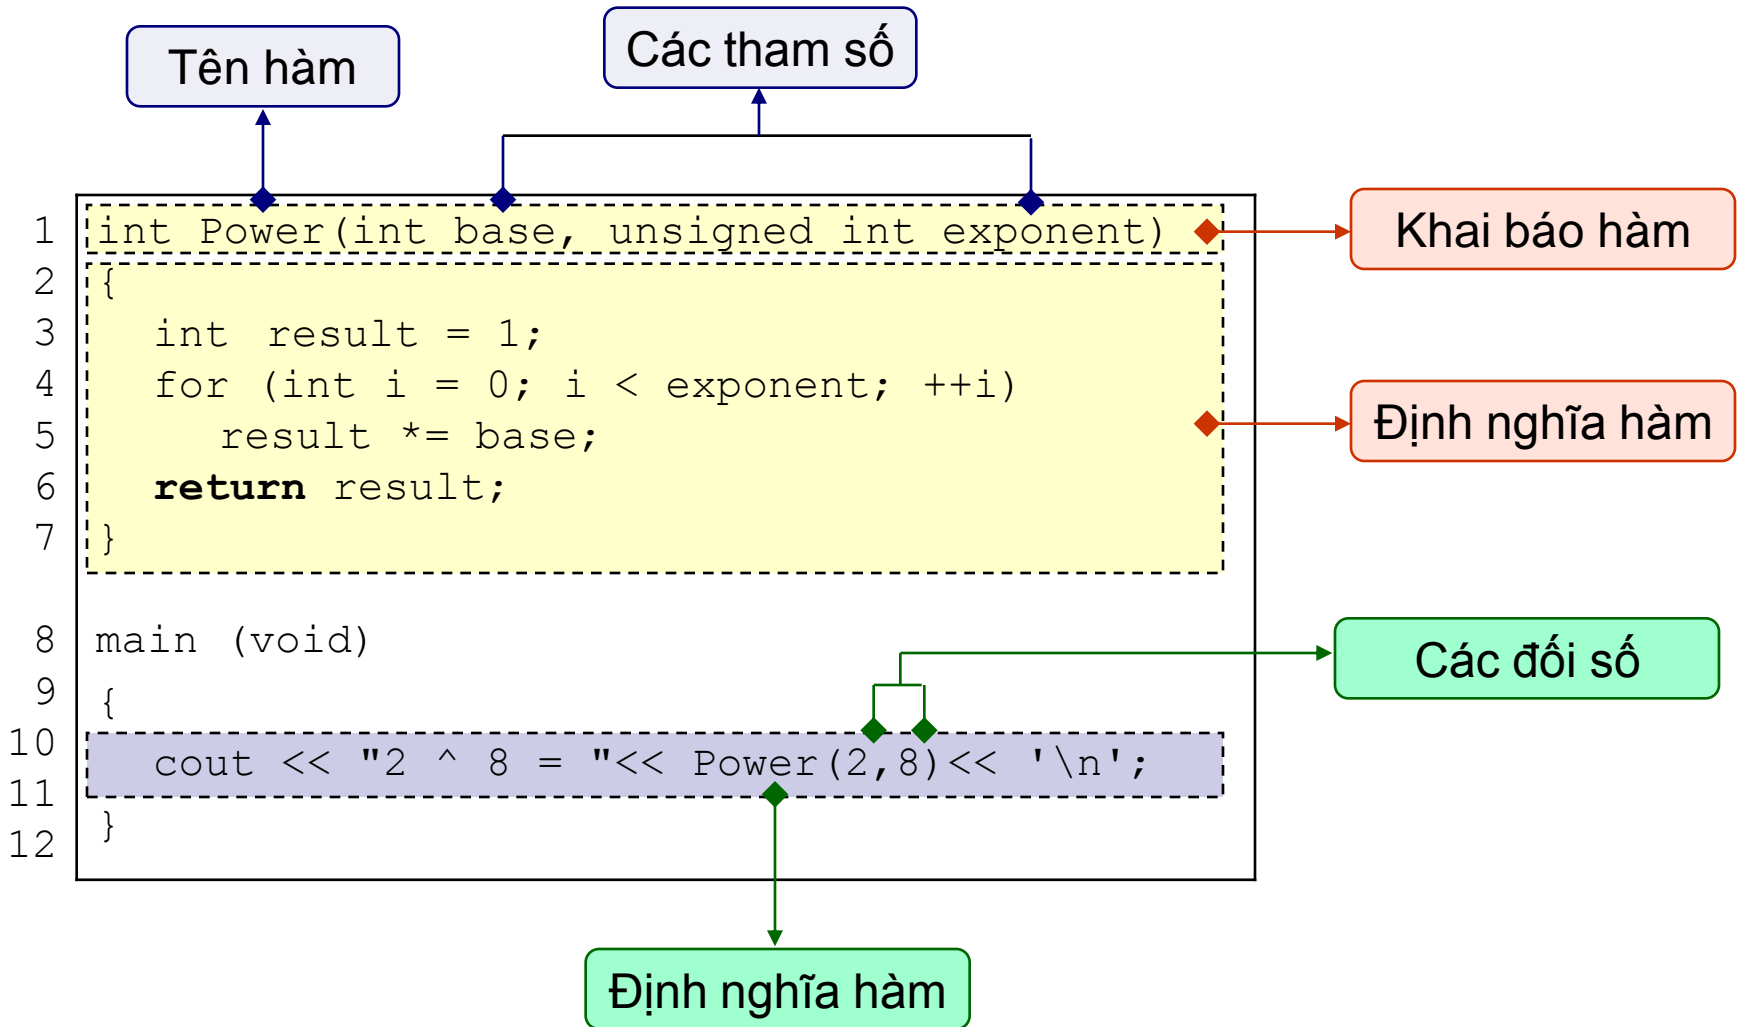 Tên hàm
Các tham số
1 int Power(int base, unsigned int exponent)
Khai báo hàm
2 {
3 int result = 1;
4 for (int i = 0; i < exponent; ++i)
Định nghĩa hàm
5 result *= base;
6 return result;
7 }
8 main (void)
Các đối số
9 {
10 cout << "2 ^ 8 = "<< Power(2,8)<< '\n';
11
12 }
Định nghĩa hàm